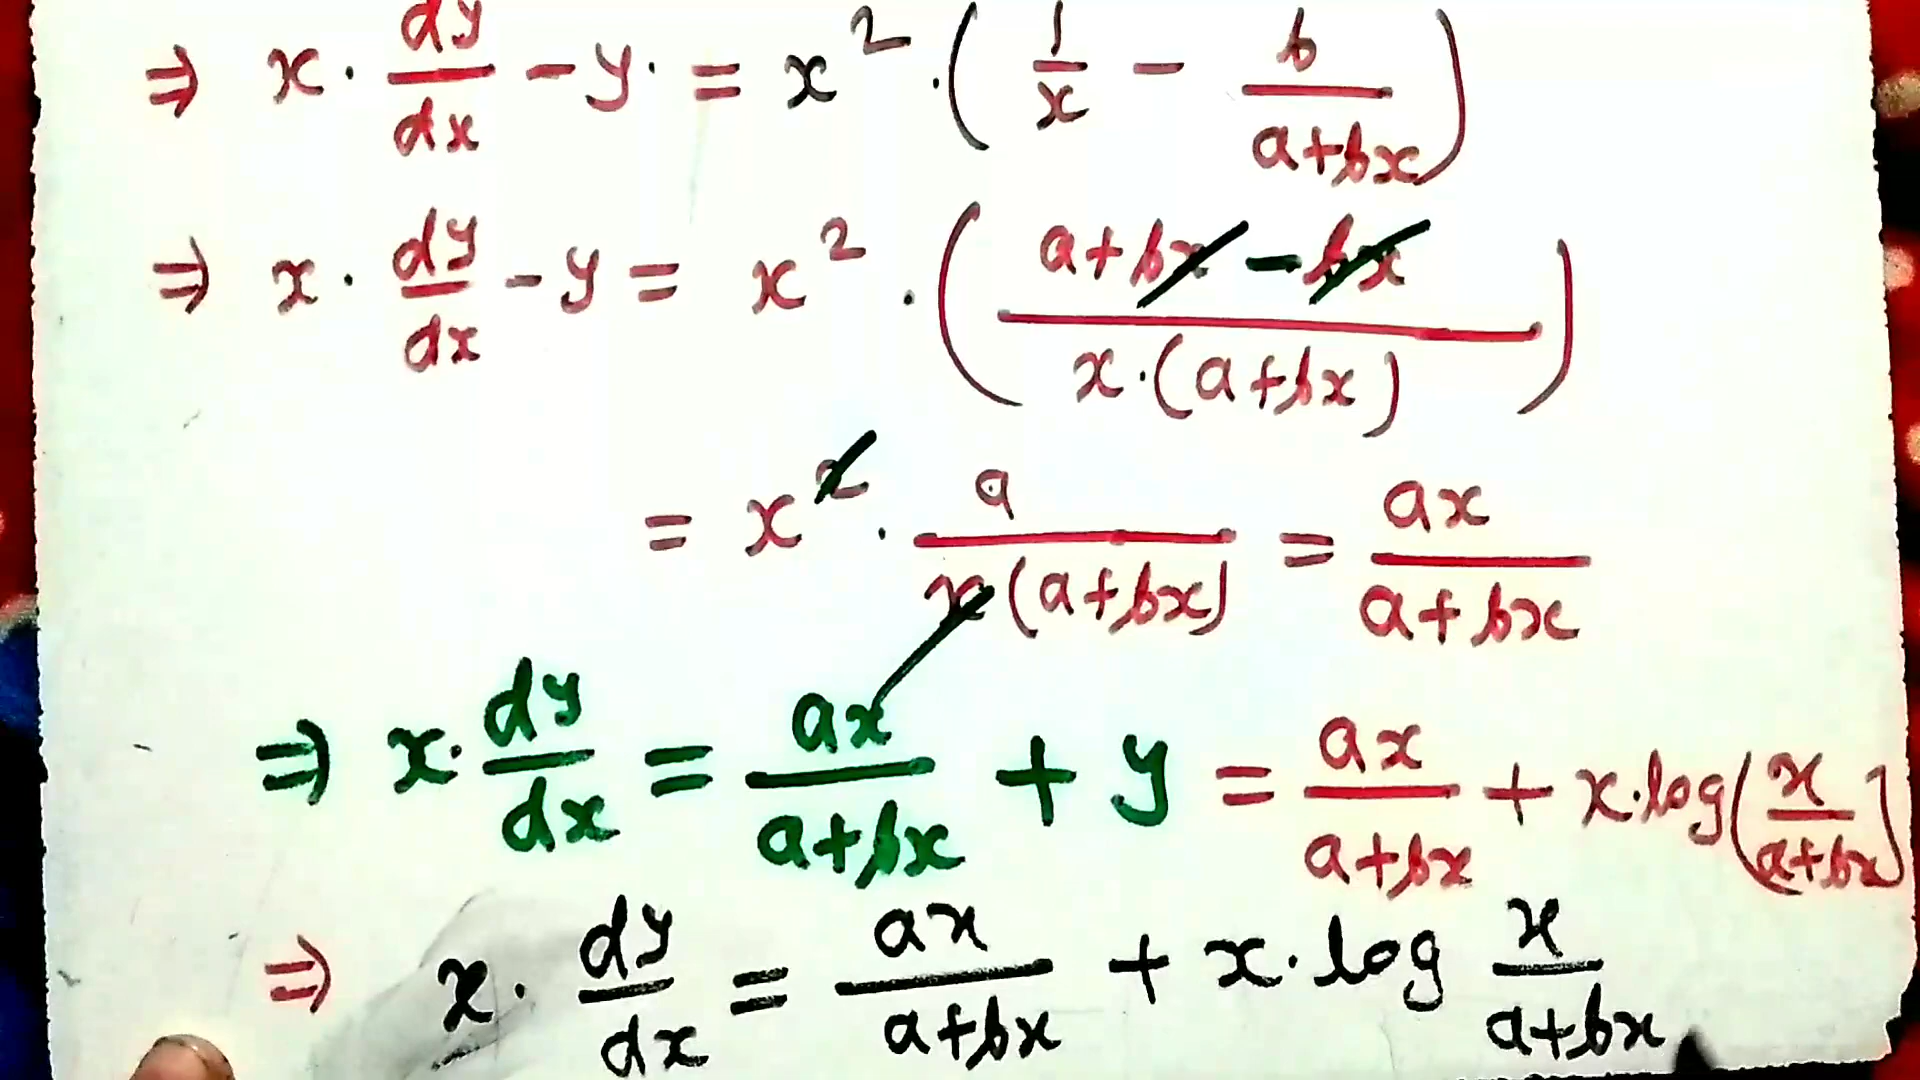 ⇒ x · dy/dx − y · = x² · ( 1/x − b/(a+bx) )
⇒ x · dy/dx − y = x² · ( (a+bx − bx)/(x·(a+bx)) )
= x² · a/(x(a+bx)) = ax/(a+bx)
⇒ x · dy/dx = ax/(a+bx) + y = ax/(a+bx) + x·log(x/(a+bx))
⇒ x · dy/dx = ax/(a+bx) + x · log x/(a+bx)